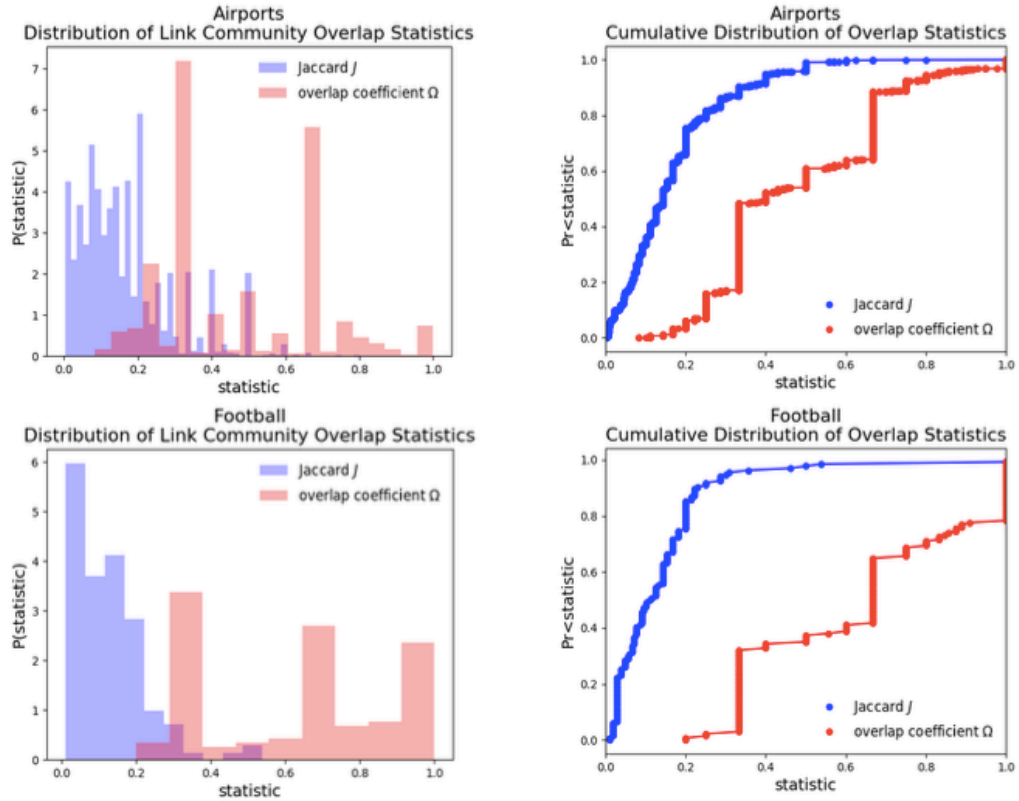 Airports
Distribution of Link Community Overlap Statistics
7
6
5
4
3
2
1
0
P(statistic)
Jaccard J
overlap coefficient Ω
0.0 0.2 0.4 0.6 0.8 1.0
statistic
Airports
Cumulative Distribution of Overlap Statistics
1.0
0.8
0.6
0.4
0.2
0.0
Pr<statistic
Jaccard J
overlap coefficient Ω
0.0 0.2 0.4 0.6 0.8 1.0
statistic
Football
Distribution of Link Community Overlap Statistics
6
5
4
3
2
1
0
P(statistic)
Jaccard J
overlap coefficient Ω
0.0 0.2 0.4 0.6 0.8 1.0
statistic
Football
Cumulative Distribution of Overlap Statistics
1.0
0.8
0.6
0.4
0.2
0.0
Pr<statistic
Jaccard J
overlap coefficient Ω
0.0 0.2 0.4 0.6 0.8 1.0
statistic